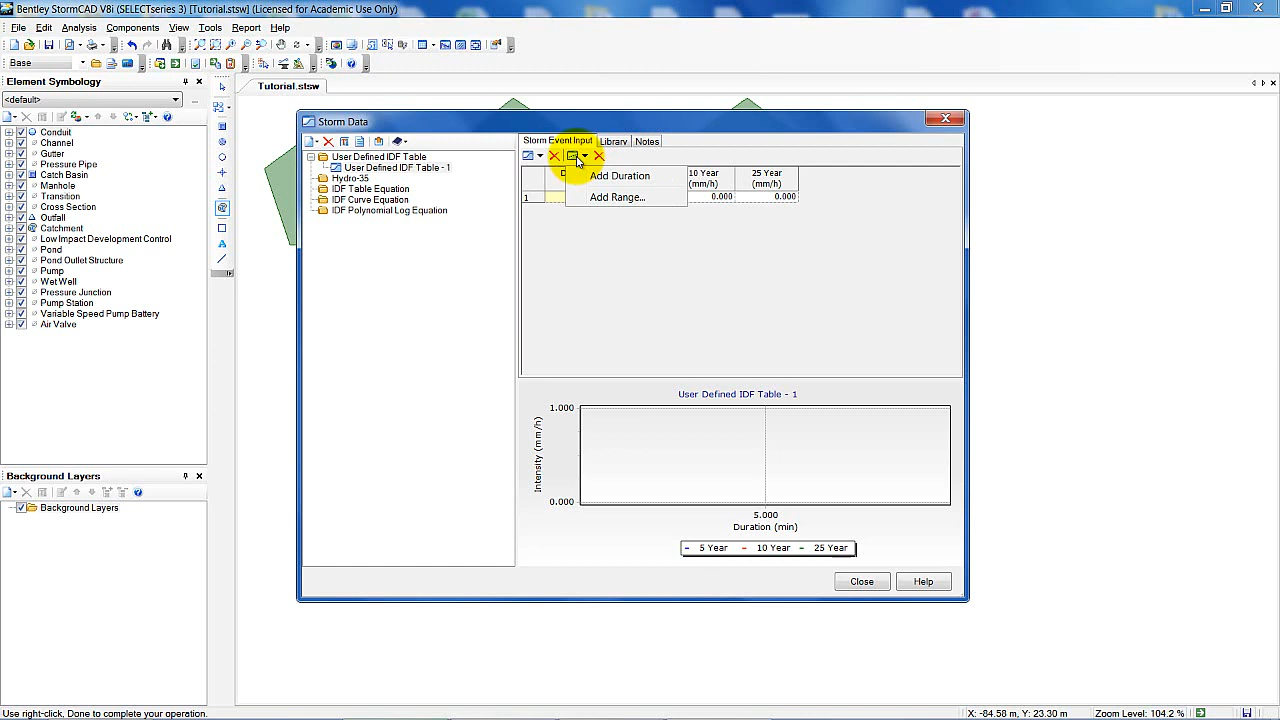 Bentley StormCAD V8i (SELECTseries 3) [Tutorial.stsw] (Licensed for Academic Use Only)
File Edit Analysis Components View Tools Report Help
Base
Element Symbology
<default>
...
Conduit
Channel
Gutter
Pressure Pipe
Catch Basin
Manhole
Transition
Cross Section
Outfall
Catchment
Low Impact Development Control
Pond
Pond Outlet Structure
Pump
Wet Well
Pressure Junction
Pump Station
Variable Speed Pump Battery
Air Valve
Background Layers
Background Layers
Tutorial.stsw
Storm Data
User Defined IDF Table
User Defined IDF Table - 1
Hydro-35
IDF Table Equation
IDF Curve Equation
IDF Polynomial Log Equation
Storm Event Input Library Notes
Add Duration
Add Range...
D
10 Year
(mm/h)
25 Year
(mm/h)
1 0.000 0.000
User Defined IDF Table - 1
1.000
Intensity (mm/h)
0.000
5.000
Duration (min)
5 Year 10 Year 25 Year
Close Help
Use right-click, Done to complete your operation.
X: -84.58 m, Y: 23.30 m Zoom Level: 104.2 %